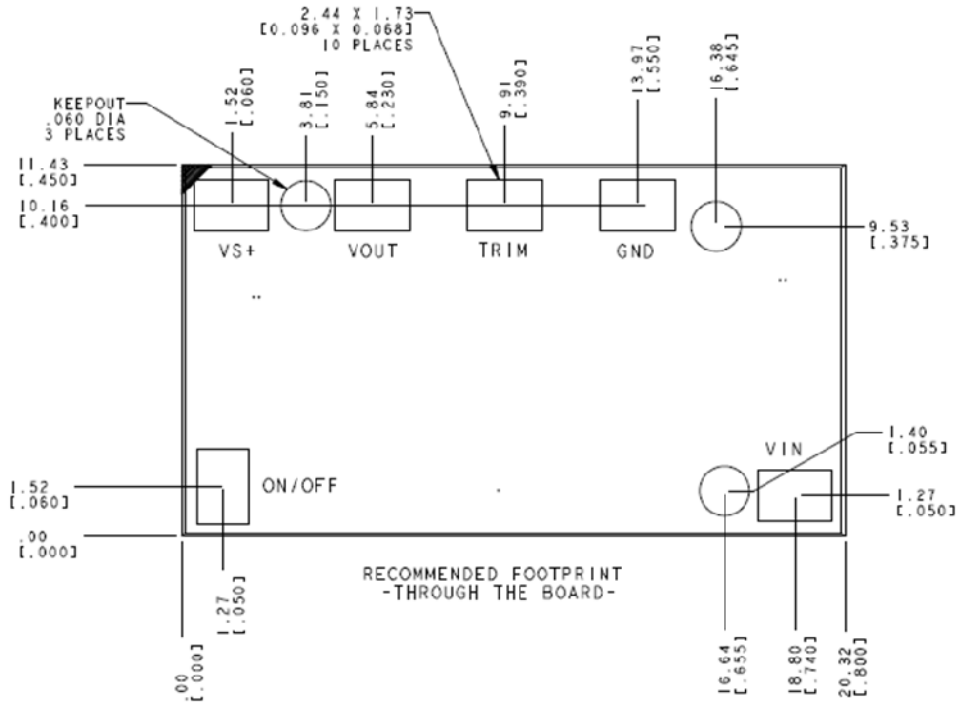 2.44 X 1.73
[0.096 X 0.068]
10 PLACES
KEEPOUT
.060 DIA
3 PLACES
1.52
[.060]
3.81
[.150]
5.84
[.230]
9.91
[.390]
13.97
[.550]
16.38
[.645]
11.43
[.450]
10.16
[.400]
9.53
[.375]
VS+
VOUT
TRIM
GND
1.40
[.055]
VIN
1.52
[.060]
ON/OFF
1.27
[.050]
.00
[.000]
RECOMMENDED FOOTPRINT
-THROUGH THE BOARD-
1.27
[.050]
.00
[.000]
16.64
[.655]
18.80
[.740]
20.32
[.800]